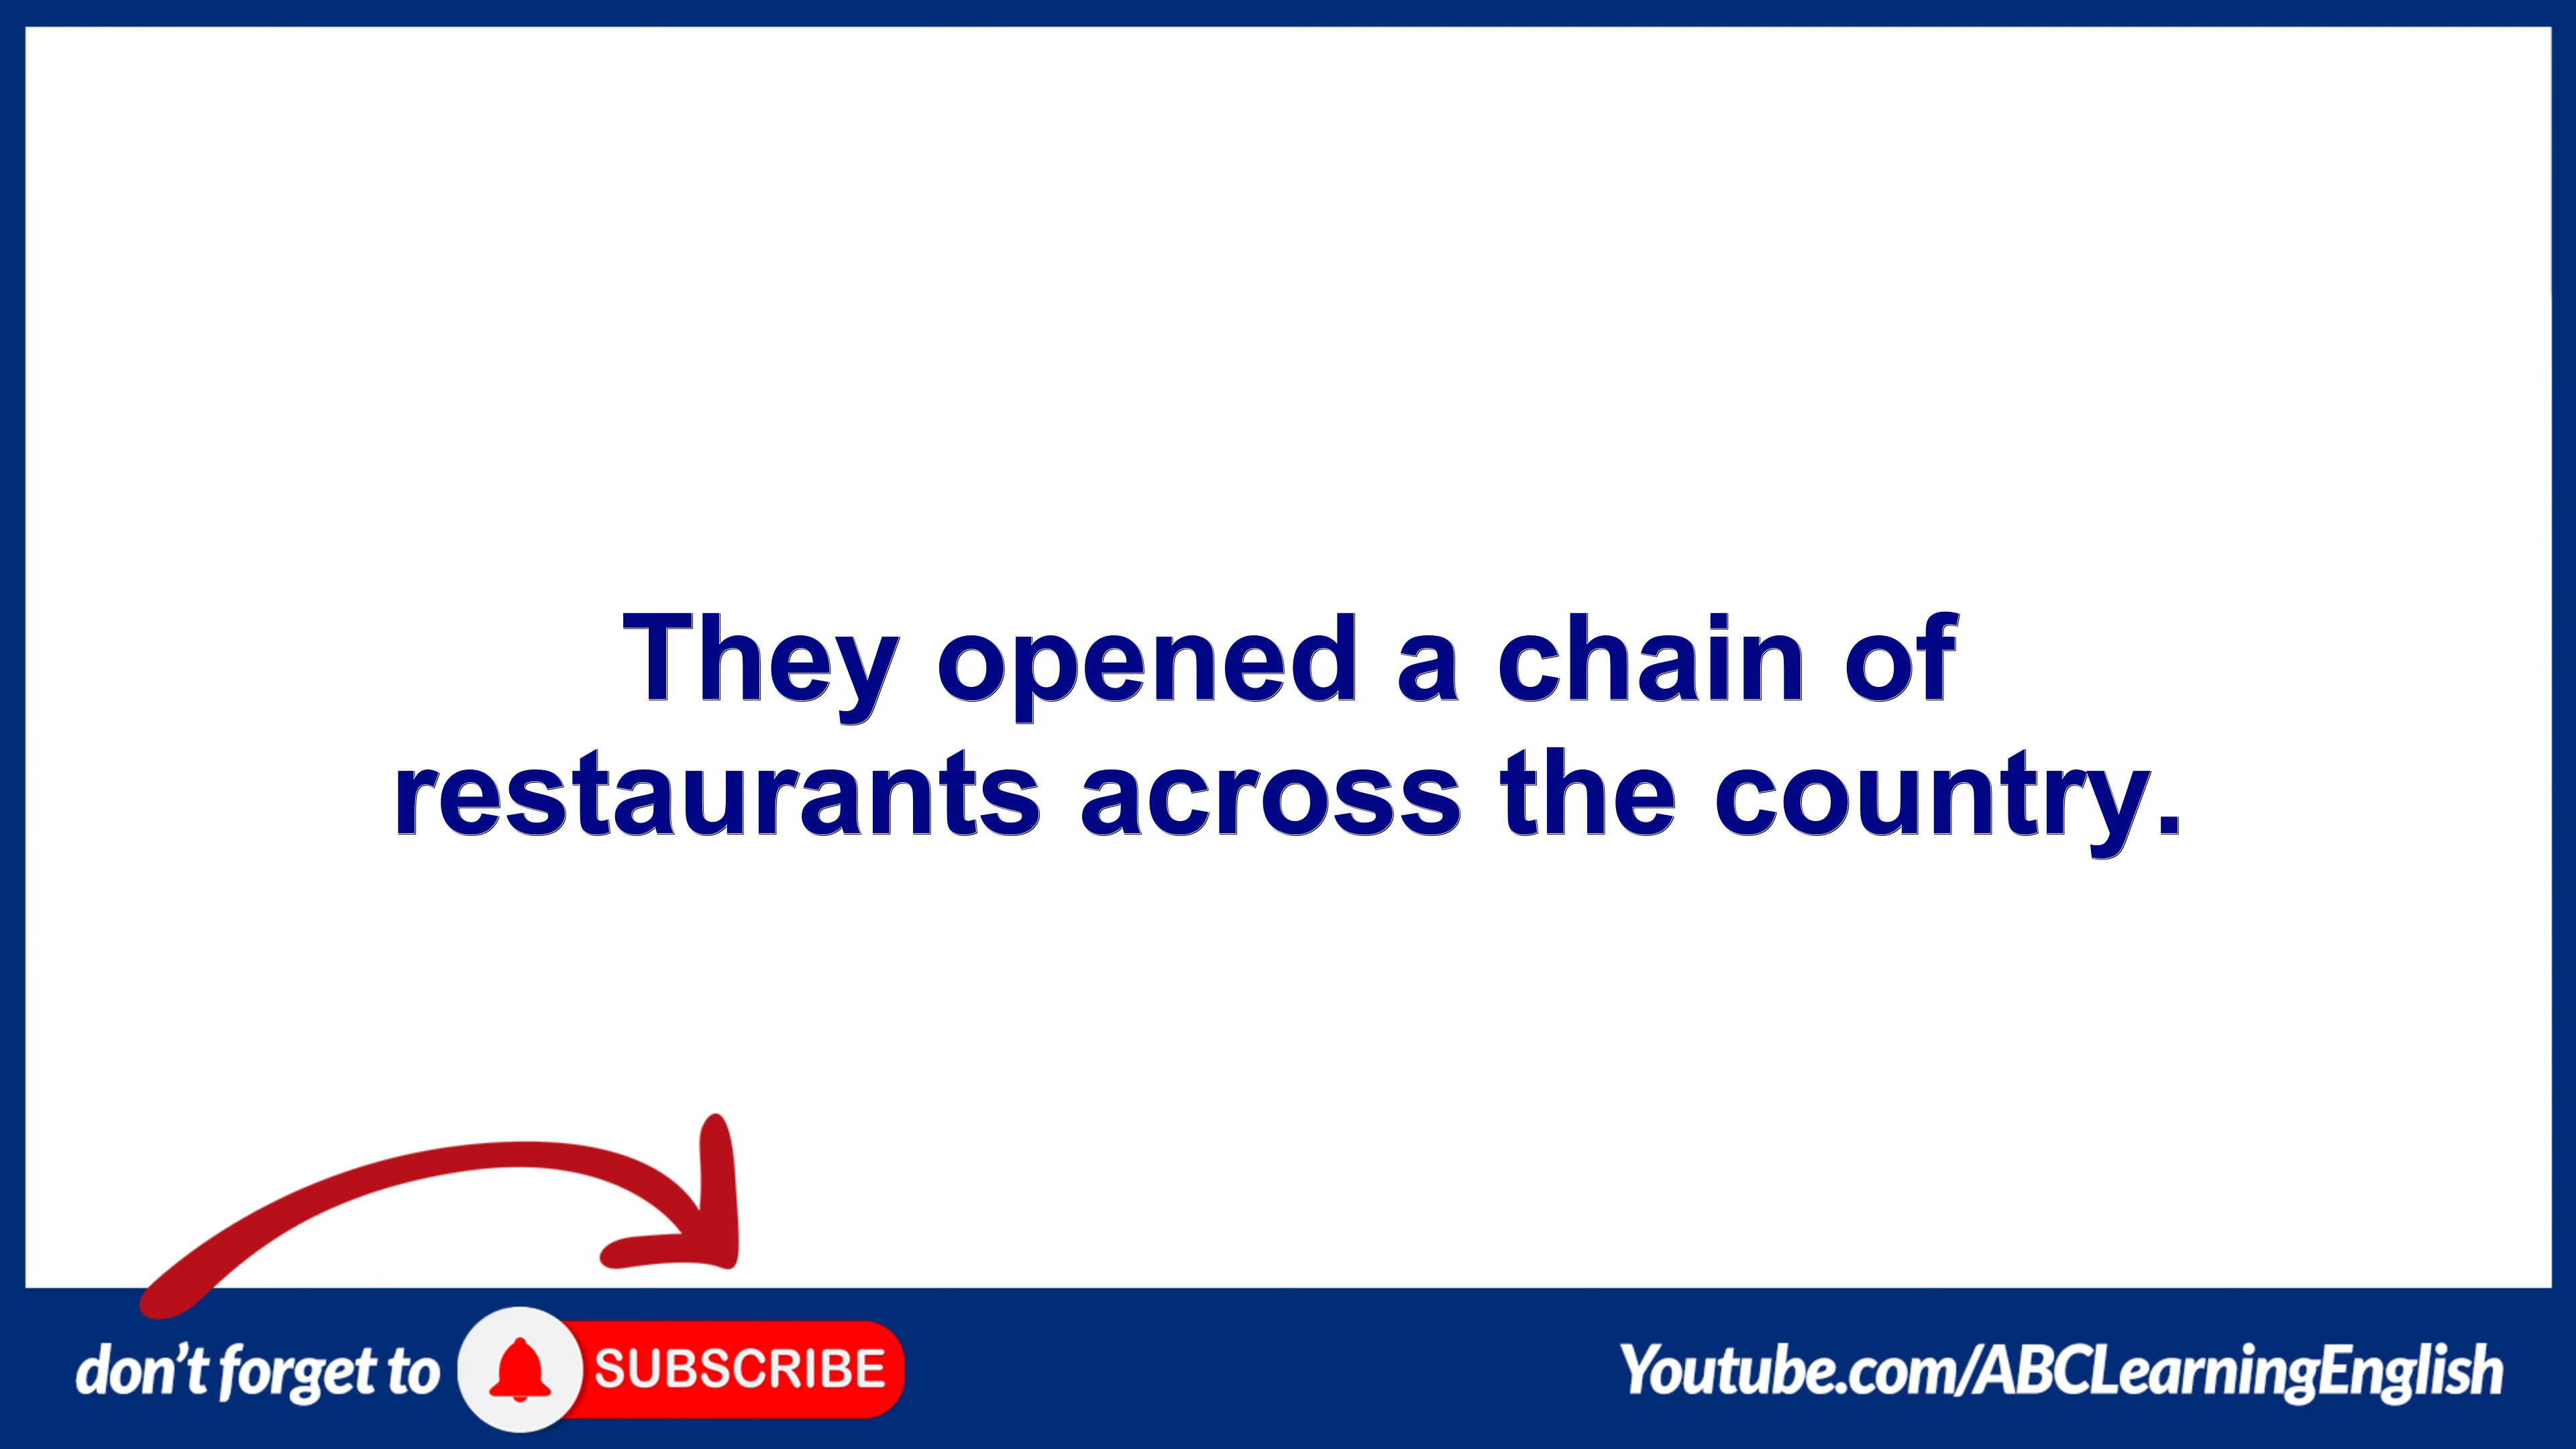 They opened a chain of
restaurants across the country.
don't forget to SUBSCRIBE
Youtube.com/ABCLearningEnglish